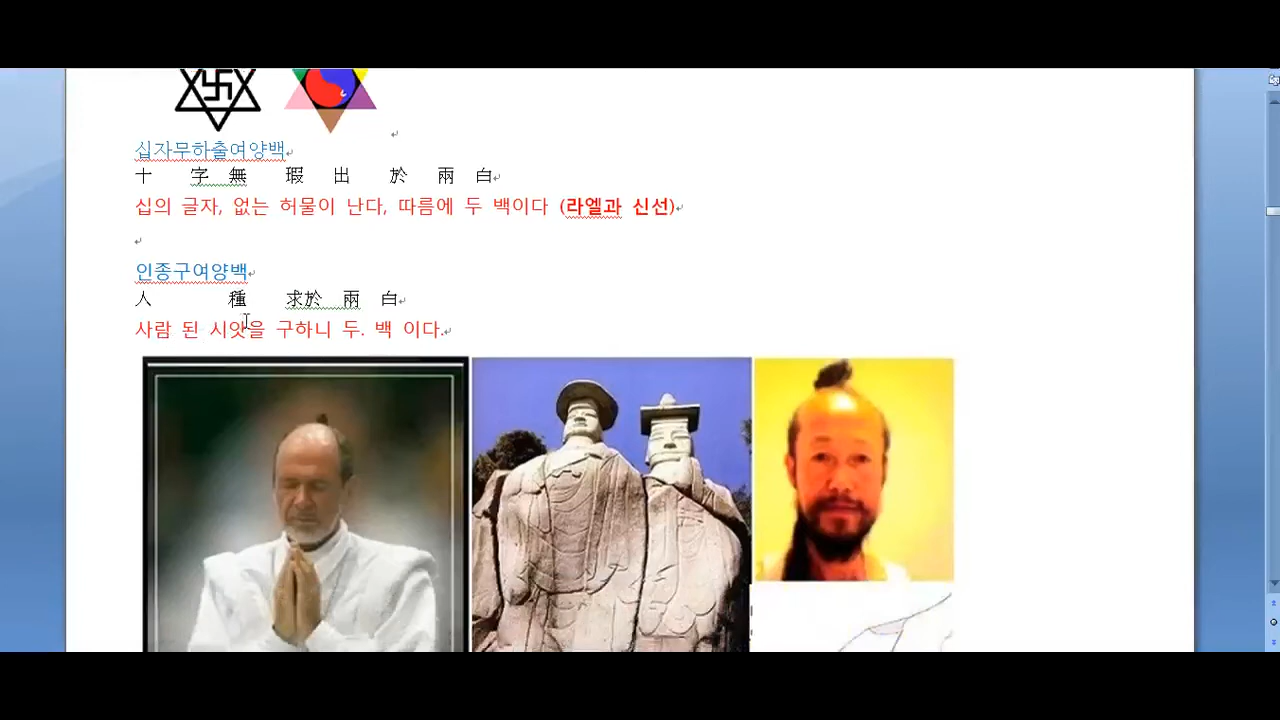 십자무하출여양백
十 字 無 瑕 出 於 兩 白
십의 글자, 없는 허물이 난다, 따름에 두 백이다 (라엘과 신선)
인종구여양백
人 種 求於 兩 白
사람 된 시앗을 구하니 두. 백 이다.